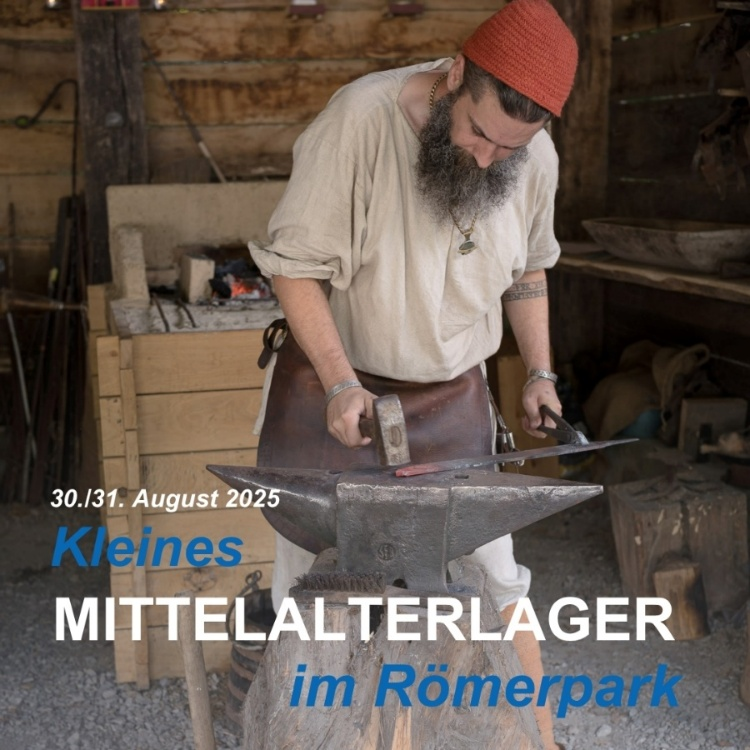 30./31. August 2025
Kleines
MITTELALTERLAGER
im Römerpark